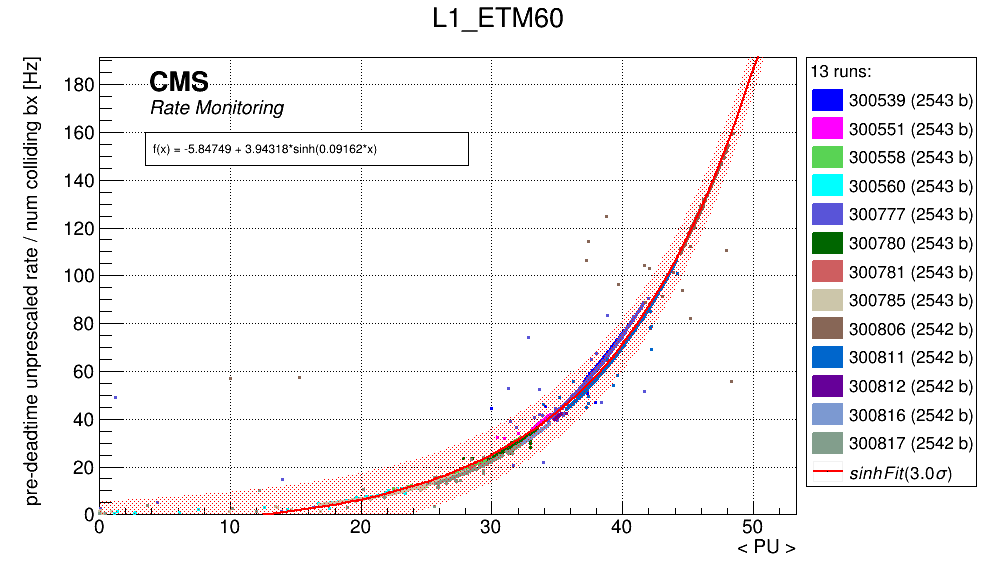 L1_ETM60
pre-deadtime unprescaled rate / num colliding bx [Hz]
180
160
140
120
100
80
60
40
20
0
CMS
Rate Monitoring
f(x) = -5.84749 + 3.94318*sinh(0.09162*x)
0 10 20 30 40 50
< PU >
13 runs:
300539 (2543 b)
300551 (2543 b)
300558 (2543 b)
300560 (2543 b)
300777 (2543 b)
300780 (2543 b)
300781 (2543 b)
300785 (2543 b)
300806 (2542 b)
300811 (2542 b)
300812 (2542 b)
300816 (2542 b)
300817 (2542 b)
sinhFit(3.0σ)